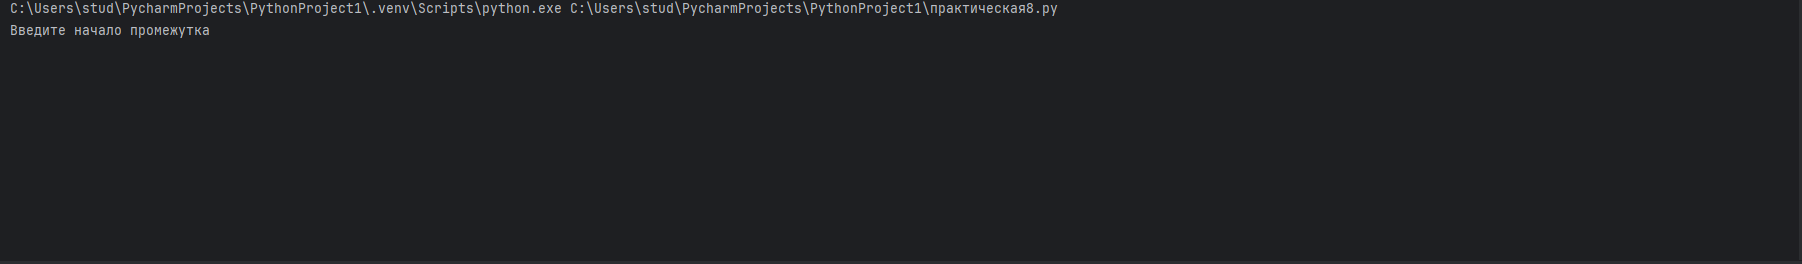 C:\Users\stud\PycharmProjects\PythonProject1\.venv\Scripts\python.exe C:\Users\stud\PycharmProjects\PythonProject1\практическая8.py
Введите начало промежутка